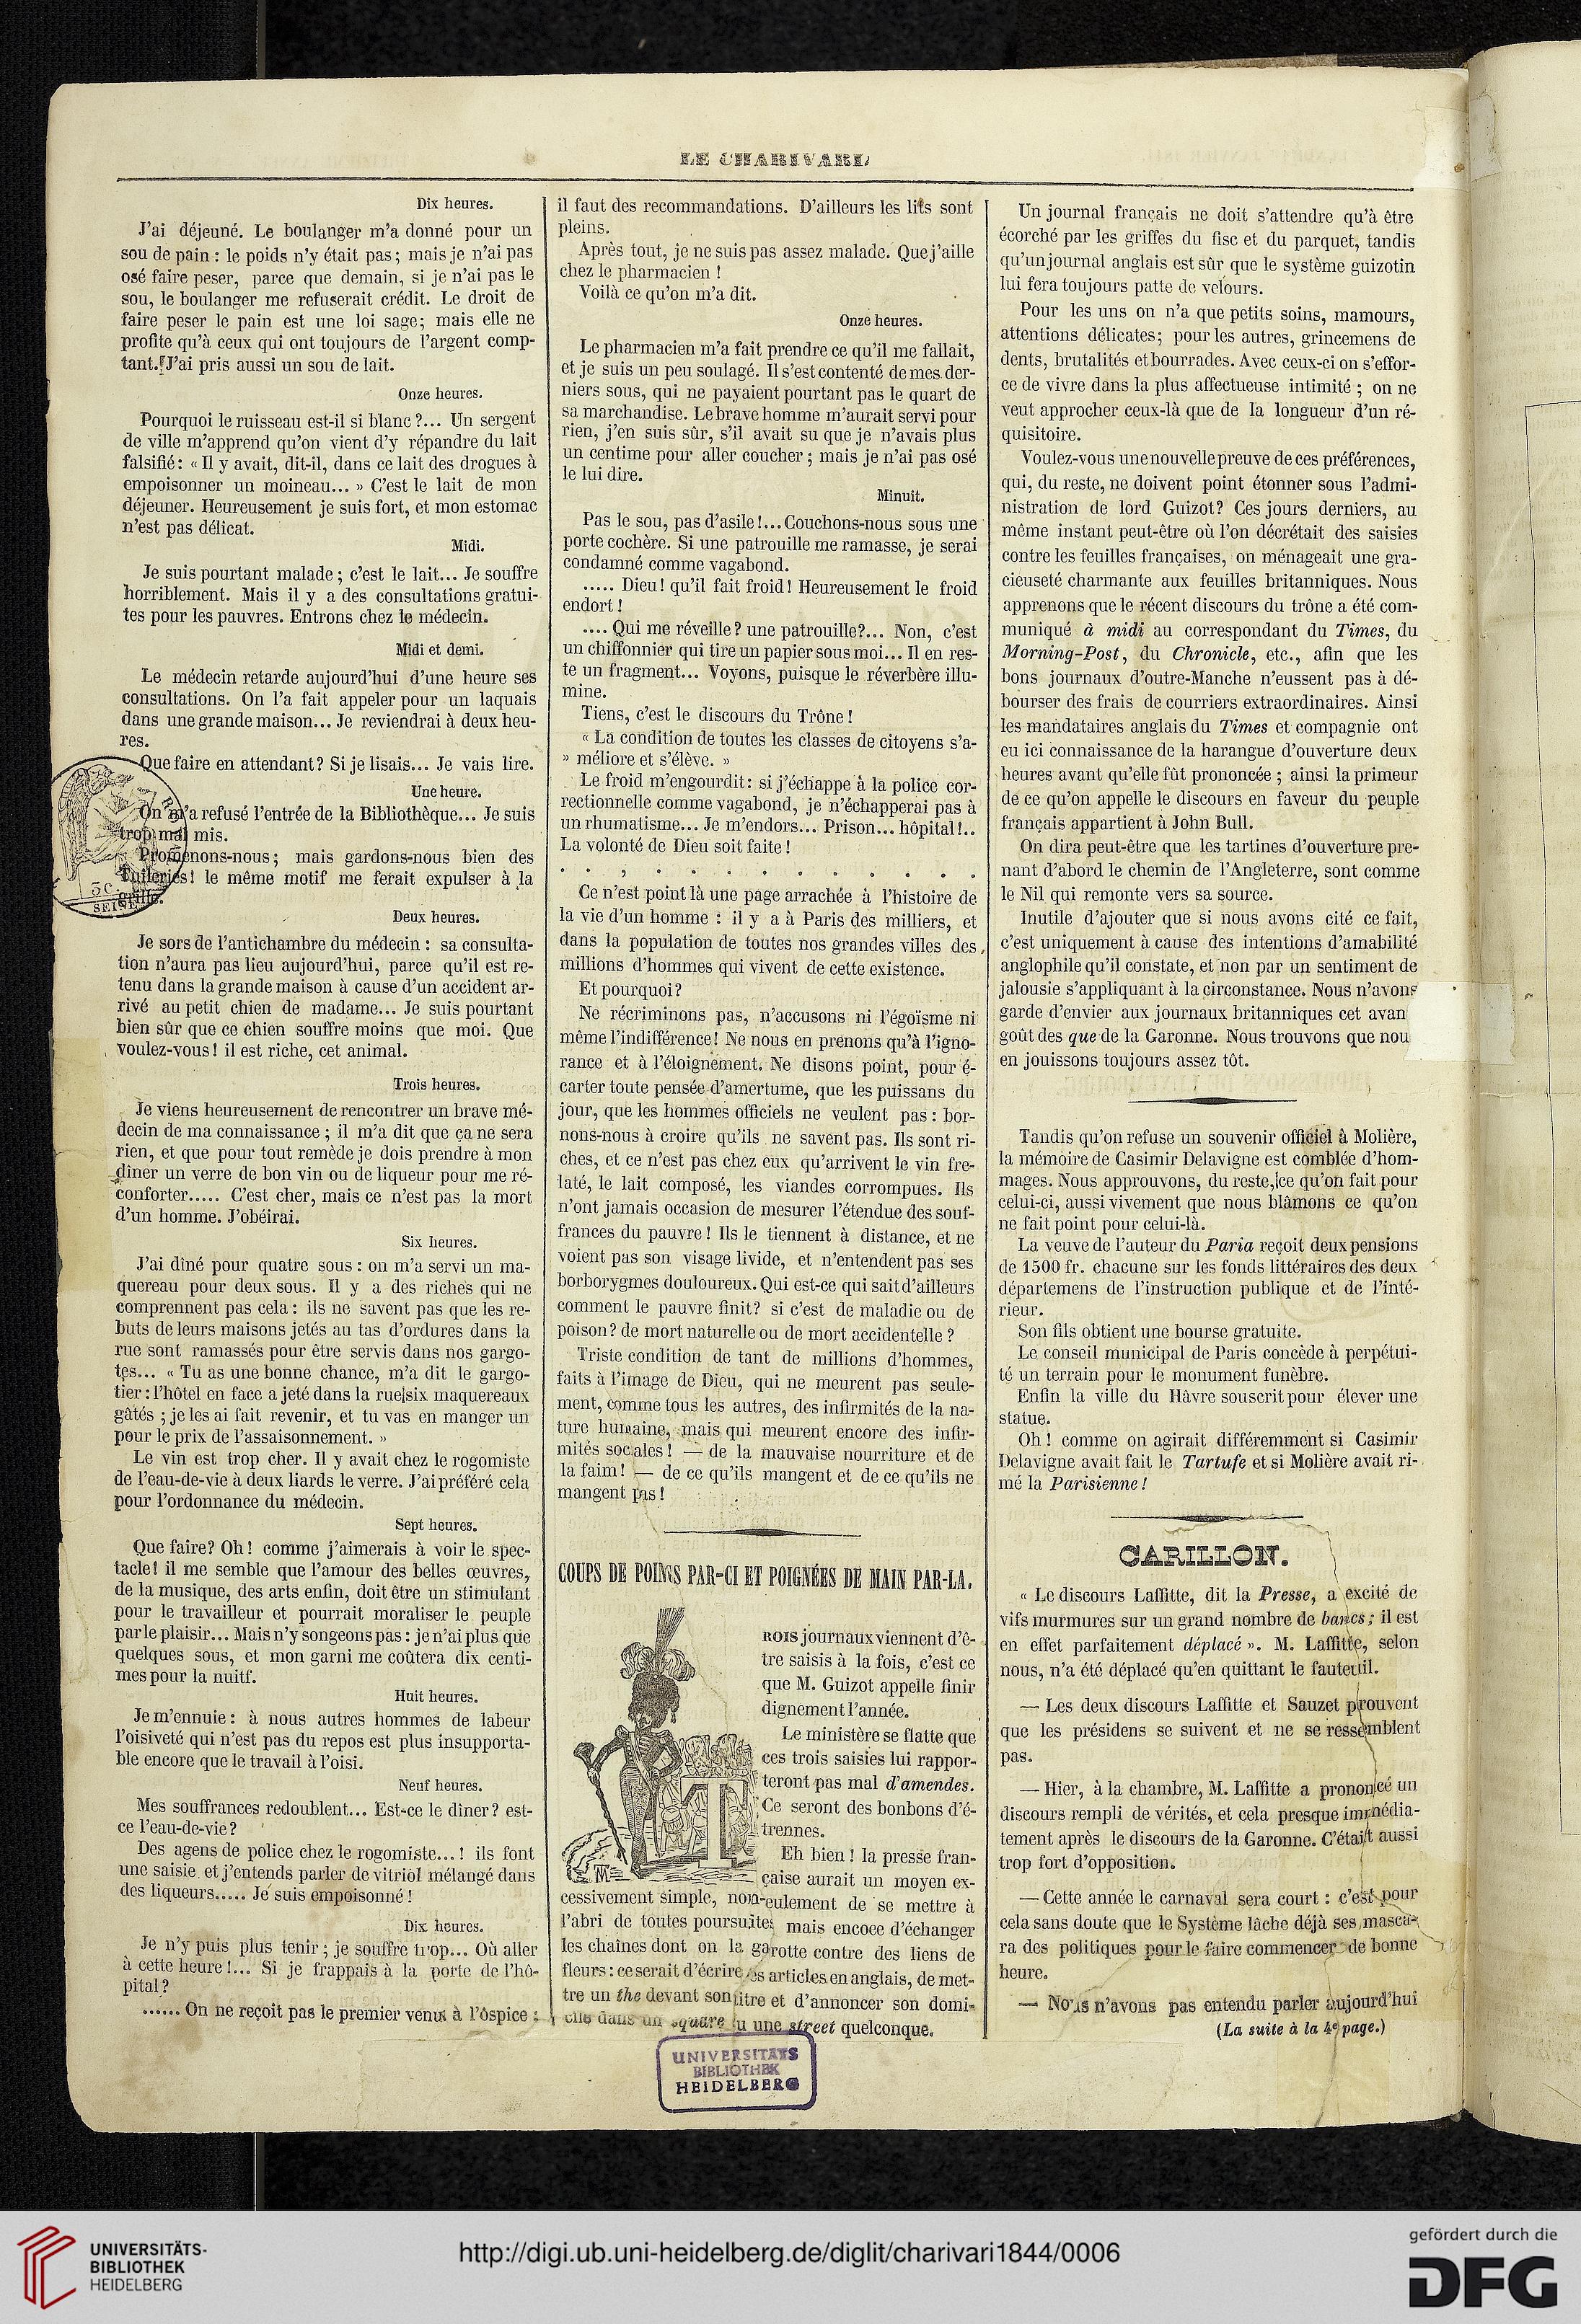 LE CHARIVARI.
Dix heures.
J'ai déjeuné. Le boulanger m'a donné pour un
sou de pain : le poids n'y était pas ; mais je n'ai pas
osé faire peser, parce que demain, si je n'ai pas le
sou, le boulanger me refuserait crédit. Le droit de
faire peser le pain est une loi sage; mais elle ne
profite qu'à ceux qui ont toujours de l'argent comp-
tant. J'ai pris aussi un sou de lait.
Onze heures.
Pourquoi le ruisseau est-il si blanc ?... Un sergent
de ville m'apprend qu'on vient d'y répandre du lait
falsifié : « Il y avait, dit-il, dans ce lait des drogues à
empoisonner un moineau... » C'est le lait de mon
déjeuner. Heureusement je suis fort, et mon estomac
n'est pas délicat.
Midi.
Je suis pourtant malade ; c'est le lait... Je souffre
horriblement. Mais il y a des consultations gratui-
tes pour les pauvres. Entrons chez le médecin.
Midi et demi.
Le médecin retarde aujourd'hui d'une heure ses
consultations. On l'a fait appeler pour un laquais
dans une grande maison... Je reviendrai à deux heu-
res.
Que faire en attendant ? Si je lisais... Je vais lire.
Une heure.
On m'a refusé l'entrée de la Bibliothèque... Je suis
trop mal mis.
Promenons-nous ; mais gardons-nous bien des
Tuileries ! le même motif me ferait expulser à la
grille.
Deux heures.
Je sors de l'antichambre du médecin : sa consulta-
tion n'aura pas lieu aujourd'hui, parce qu'il est re-
tenu dans la grande maison à cause d'un accident ar-
rivé au petit chien de madame... Je suis pourtant
bien sûr que ce chien souffre moins que moi. Que
voulez-vous ! il est riche, cet animal.
Trois heures.
Je viens heureusement de rencontrer un brave mé-
decin de ma connaissance ; il m'a dit que ça ne sera
rien, et que pour tout remède je dois prendre à mon
dîner un verre de bon vin ou de liqueur pour me ré-
conforter..... C'est cher, mais ce n'est pas la mort
d'un homme. J'obéirai.
Six heures.
J'ai dîné pour quatre sous : on m'a servi un ma-
quereau pour deux sous. Il y a des riches qui ne
comprennent pas cela : ils ne savent pas que les re-
buts de leurs maisons jetés au tas d'ordures dans la
rue sont ramassés pour être servis dans nos gargo-
tes... « Tu as une bonne chance, m'a dit le gargo-
tier : l'hôtel en face a jeté dans la rue six maquereaux
gâtés ; je les ai fait revenir, et tu vas en manger un
pour le prix de l'assaisonnement. »
Le vin est trop cher. Il y avait chez le rogomiste
de l'eau-de-vie à deux liards le verre. J'ai préféré cela
pour l'ordonnance du médecin.
Sept heures.
Que faire? Oh! comme j'aimerais à voir le spec-
tacle! il me semble que l'amour des belles œuvres,
de la musique, des arts enfin, doit être un stimulant
pour le travailleur et pourrait moraliser le peuple
par le plaisir... Mais n'y songeons pas : je n'ai plus que
quelques sous, et mon garni me coûtera dix centi-
mes pour la nuitf.
Huit heures.
Je m'ennuie : à nous autres hommes de labeur
l'oisiveté qui n'est pas du repos est plus insupporta-
ble encore que le travail à l'oisi.
Neuf heures.
Mes souffrances redoublent... Est-ce le dîner ? est-
ce l'eau-de-vie ?
Des agens de police chez le rogomiste...! ils font
une saisie et j'entends parler de vitriol mélangé dans
des liqueurs..... Je suis empoisonné !
Dix heures.
Je n'y puis plus tenir ; je souffre trop... Où aller
à cette heure !... Si je frappais à la porte de l'hô-
pital ?
...... On ne reçoit pas le premier venu à l'ospice :
il faut des recommandations. D'ailleurs les lits sont
pleins.
Après tout, je ne suis pas assez malade. Que j'aille
chez le pharmacien !
Voilà ce qu'on m'a dit.
Onze heures.
Le pharmacien m'a fait prendre ce qu'il me fallait,
et je suis un peu soulagé. Il s'est contenté de mes der-
niers sous, qui ne payaient pourtant pas le quart de
sa marchandise. Le brave homme m'aurait servi pour
rien, j'en suis sûr, s'il avait su que je n'avais plus
un centime pour aller coucher ; mais je n'ai pas osé
le lui dire.
Minuit.
Pas le sou, pas d'asile !... Couchons-nous sous une
porte cochère. Si une patrouille me ramasse, je serai
condamné comme vagabond.
..... Dieu ! qu'il fait froid ! Heureusement le froid
endort !
.... Qui me réveille ? une patrouille?... Non, c'est
un chiffonnier qui tire un papier sous moi... Il en res-
te un fragment... Voyons, puisque le réverbère illu-
mine.
Tiens, c'est le discours du Trône !
« La condition de toutes les classes de citoyens s'a-
» méliore et s'élève. »
Le froid m'engourdit : si j'échappe à la police cor-
rectionnelle comme vagabond, je n'échapperai pas à
un rhumatisme... Je m'endors... Prison... hôpital !..
La volonté de Dieu soit faite !
. . . . . . . . . . . . . .
Ce n'est point là une page arrachée à l'histoire de
la vie d'un homme : il y a à Paris des milliers, et
dans la population de toutes nos grandes villes des
millions d'hommes qui vivent de cette existence.
Et pourquoi ?
Ne récriminons pas, n'accusons ni l'égoïsme ni
même l'indifférence ! Ne nous en prenons qu'à l'igno-
rance et à l'éloignement. Ne disons point, pour é-
carter toute pensée d'amertume, que les puissans du
jour, que les hommes officiels ne veulent pas : bor-
nons-nous à croire qu'ils ne savent pas. Ils sont ri-
ches, et ce n'est pas chez eux qu'arrivent le vin fre-
laté, le lait composé, les viandes corrompues. Ils
n'ont jamais occasion de mesurer l'étendue des souf-
frances du pauvre ! Ils le tiennent à distance, et ne
voient pas son visage livide, et n'entendent pas ses
borborygmes douloureux. Qui est-ce qui sait d'ailleurs
comment le pauvre finit ? si c'est de maladie ou de
poison ? de mort naturelle ou de mort accidentelle ?
Triste condition de tant de millions d'hommes,
faits à l'image de Dieu, qui ne meurent pas seule-
ment, comme tous les autres, des infirmités de la na-
ture humaine, mais qui meurent encore des infir-
mités sociales ! — de la mauvaise nourriture et de
la faim ! — de ce qu'ils mangent et de ce qu'ils ne
mangent pas !
COUPS DE POINGS PAR-CI ET POIGNÉES DE MAIN PAR-LA.
T
ROIS journaux viennent d'ê-
tre saisis à la fois, c'est ce
que M. Guizot appelle finir
dignement l'année.
Le ministère se flatte que
ces trois saisies lui rappor-
teront pas mal d'amendes.
Ce seront des bonbons d'é-
trennes.
Eh bien ! la presse fran-
çaise aurait un moyen ex-
cessivement simple, non-seulement de se mettre à
l'abri de toutes poursuites mais encoce d'échanger
les chaînes dont on la garotte contre des liens de
fleurs : ce serait d'écrire ses articles en anglais, de met-
tre un the devant son titre et d'annoncer son domi-
cile dans un square ou une street quelconque.
Un journal français ne doit s'attendre qu'à être
écorché par les griffes du fisc et du parquet, tandis
qu'un journal anglais est sûr que le système guizotin
lui fera toujours patte de velours.
Pour les uns on n'a que petits soins, mamours,
attentions délicates; pour les autres, grincemens de
dents, brutalités et bourrades. Avec ceux-ci on s'effor-
ce de vivre dans la plus affectueuse intimité ; on ne
veut approcher ceux-là que de la longueur d'un ré-
quisitoire.
Voulez-vous une nouvelle preuve de ces préférences,
qui, du reste, ne doivent point étonner sous l'admi-
nistration de lord Guizot? Ces jours derniers, au
même instant peut-être où l'on décrétait des saisies
contre les feuilles françaises, on ménageait une gra-
cieuseté charmante aux feuilles britanniques. Nous
apprenons que le récent discours du trône a été com-
muniqué à midi au correspondant du Times, du
Morning-Post, du Chronicle, etc., afin que les
bons journaux d'outre-Manche n'eussent pas à dé-
bourser des frais de courriers extraordinaires. Ainsi
les mandataires anglais du Times et compagnie ont
eu ici connaissance de la harangue d'ouverture deux
heures avant qu'elle fût prononcée ; ainsi la primeur
de ce qu'on appelle le discours en faveur du peuple
français appartient à John Bull.
On dira peut-être que les tartines d'ouverture pre-
nant d'abord le chemin de l'Angleterre, sont comme
le Nil qui remonte vers sa source.
Inutile d'ajouter que si nous avons cité ce fait,
c'est uniquement à cause des intentions d'amabilité
anglophile qu'il constate, et non par un sentiment de
jalousie s'appliquant à la circonstance. Nous n'avons
garde d'envier aux journaux britanniques cet avan
goût des que de la Garonne. Nous trouvons que nou
en jouissons toujours assez tôt.
Tandis qu'on refuse un souvenir officiel à Molière,
la mémoire de Casimir Delavigne est comblée d'hom-
mages. Nous approuvons, du reste, ce qu'on fait pour
celui-ci, aussi vivement que nous blâmons ce qu'on
ne fait point pour celui-là.
La veuve de l'auteur du Paria reçoit deux pensions
de 1500 fr. chacune sur les fonds littéraires des deux
départemens de l'instruction publique et de l'inté-
rieur.
Son fils obtient une bourse gratuite.
Le conseil municipal de Paris concède à perpétui-
té un terrain pour le monument funèbre.
Enfin la ville du Hâvre souscrit pour élever une
statue.
Oh ! comme on agirait différemment si Casimir
Delavigne avait fait le Tartufe et si Molière avait ri-
mé la Parisienne !
CARILLON.
« Le discours Laffitte, dit la Presse, a excité de
vifs murmures sur un grand nombre de bancs ; il est
en effet parfaitement déplacé ». M. Laffitte, selon
nous, n'a été déplacé qu'en quittant le fauteuil.
— Les deux discours Laffitte et Sauzet prouvent
que les présidens se suivent et ne se ressemblent
pas.
— Hier, à la chambre, M. Laffitte a prononcé un
discours rempli de vérités, et cela presque immédia-
tement après le discours de la Garonne. C'était aussi
trop fort d'opposition.
— Cette année le carnaval sera court : c'est pour
cela sans doute que le Système lâche déjà ses masca-
ra des politiques pour le faire commencer de bonne
heure.
— Nous n'avons pas entendu parler aujourd'hui
(La suite à la 4e page.)
3C.
SEINE
UNIVERSITÄTS
BIBLIOTHEK
HEIDELBERG
UNIVERSITÄTS-
BIBLIOTHEK
HEIDELBERG
http://digi.ub.uni-heidelberg.de/diglit/charivari1844/0006
gefördert durch die
DFG